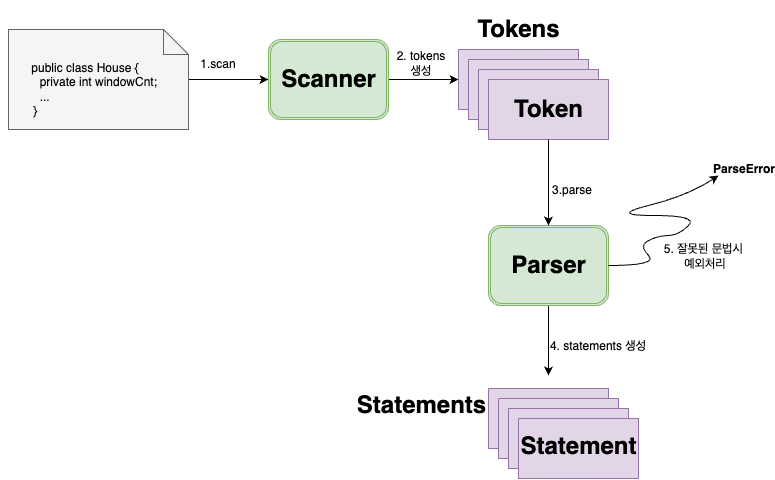 Tokens
public class House {
private int windowCnt;
...
}
1.scan
Scanner
2. tokens
생성
Token
3.parse
ParseError
Parser
5. 잘못된 문법시
예외처리
4. statements 생성
Statements
Statement